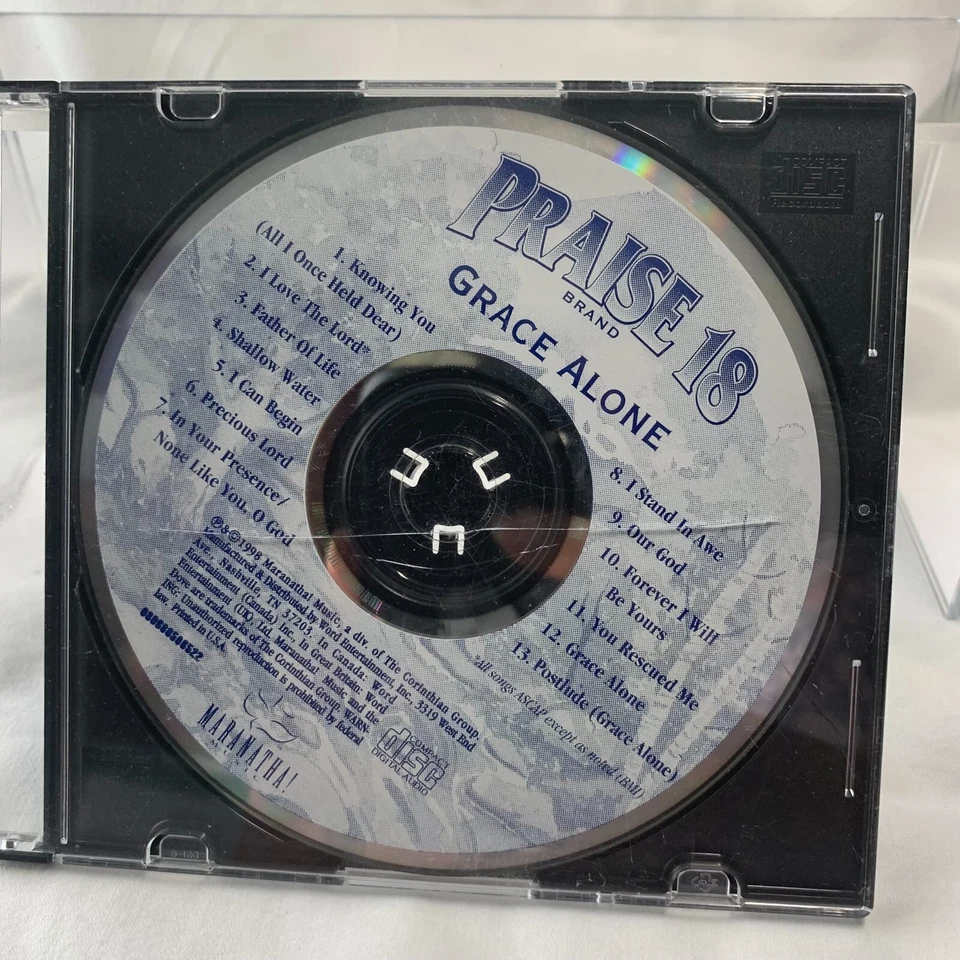 PRAISE 18
BRAND
GRACE ALONE
1. Knowing You
(All I Once Held Dear)
2. I Love The Lord*
3. Father Of Life
4. Shallow Water
5. I Can Begin
6. Precious Lord
7. In Your Presence/
None Like You, O God
8. I Stand In Awe
9. Our God
10. Forever I Will
Be Yours
11. You Rescued Me
12. Grace Alone
13. Postlude (Grace Alone)
*All songs ASCAP except as noted (BMI)
℗&©1998 Maranatha! Music, a div. of The Corinthian Group.
Manufactured & Distributed by Word Entertainment, Inc., 3319 West End
Ave., Nashville, TN 37203. In Canada: Word
Entertainment (Canada) Inc. In Great Britain: Word
Entertainment (UK) Ltd. Maranatha! Music and the
Dove are trademarks of The Corinthian Group. WARN-
ING: Unauthorized reproduction is prohibited by federal
law. Printed in U.S.A.
MARANATHA!
MUSIC
COMPACT
disc
DIGITAL AUDIO
COMPACT
disc
Recordable